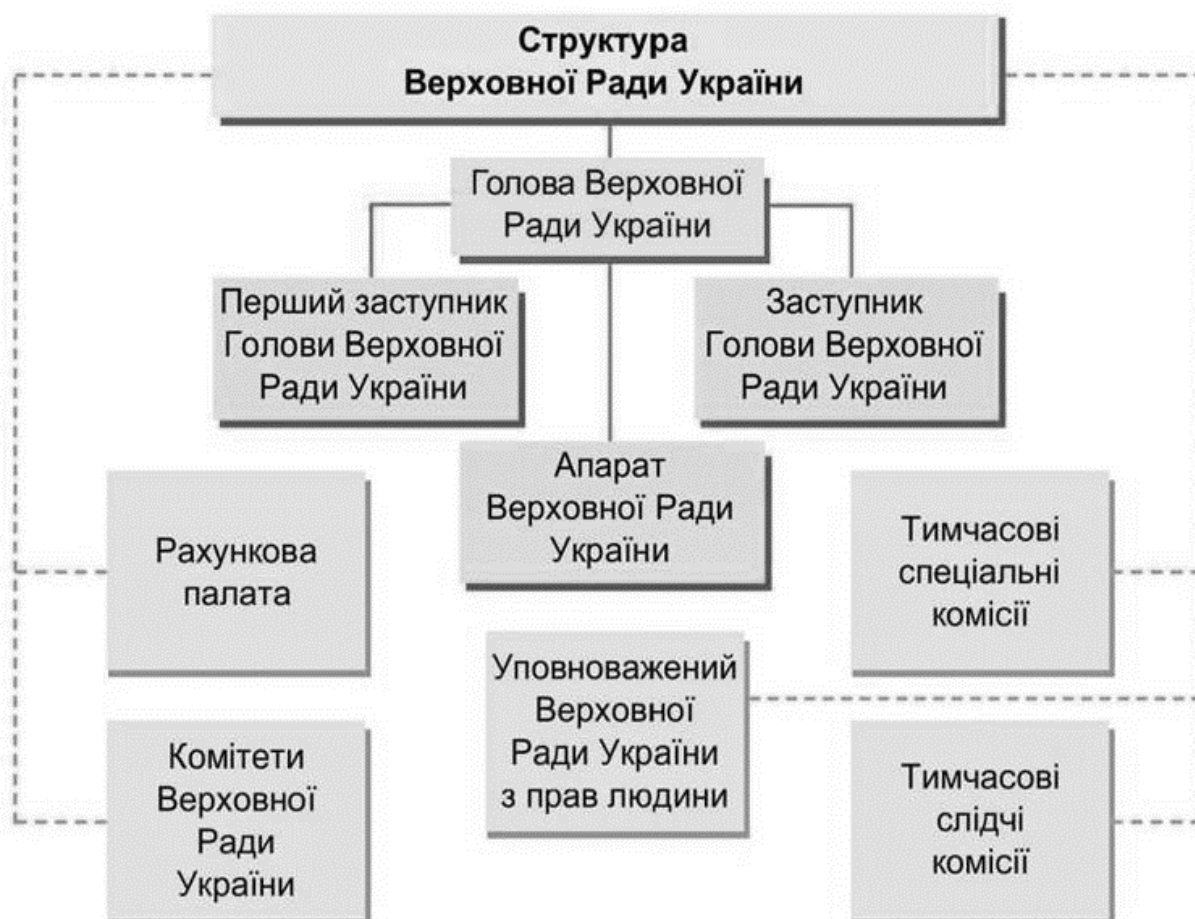 Структура
Верховної Ради України
Голова Верховної
Ради України
Перший заступник
Голови Верховної
Ради України
Заступник
Голови Верховної
Ради України
Апарат
Верховної Ради
України
Рахункова
палата
Тимчасові
спеціальні
комісії
Уповноважений
Верховної
Ради України
з прав людини
Комітети
Верховної
Ради
України
Тимчасові
слідчі
комісії